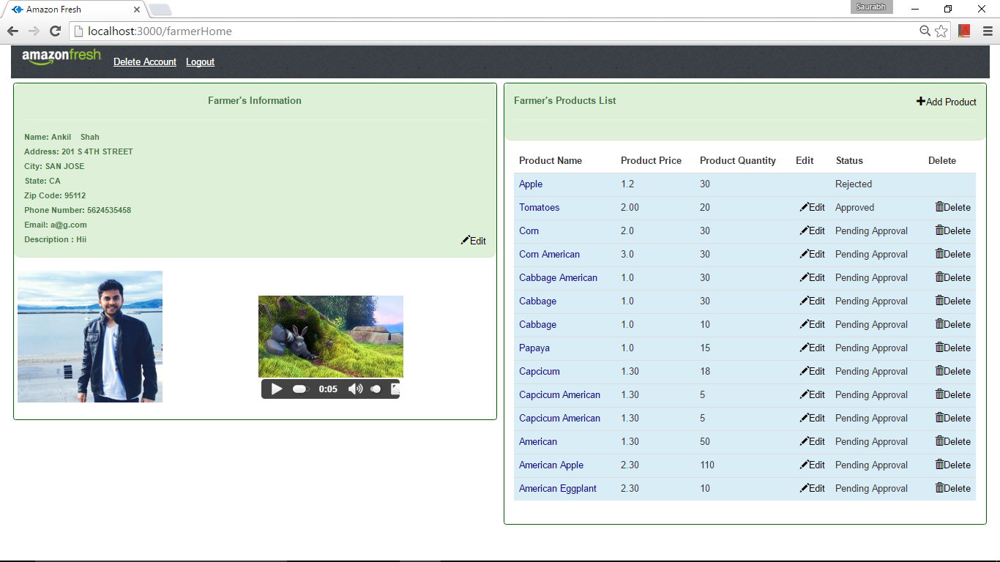 Amazon Fresh
Saurabh
localhost:3000/farmerHome
amazonfresh Delete Account Logout
Farmer's Information
Name: Ankil Shah
Address: 201 S 4TH STREET
City: SAN JOSE
State: CA
Zip Code: 95112
Phone Number: 5624535458
Email: a@g.com
Description : Hii
Edit
0:05
Farmer's Products List Add Product
Product Name Product Price Product Quantity Edit Status Delete
Apple 1.2 30 Rejected
Tomatoes 2.00 20 Edit Approved Delete
Corn 2.0 30 Edit Pending Approval Delete
Corn American 3.0 30 Edit Pending Approval Delete
Cabbage American 1.0 30 Edit Pending Approval Delete
Cabbage 1.0 30 Edit Pending Approval Delete
Cabbage 1.0 10 Edit Pending Approval Delete
Papaya 1.0 15 Edit Pending Approval Delete
Capcicum 1.30 18 Edit Pending Approval Delete
Capcicum American 1.30 5 Edit Pending Approval Delete
Capcicum American 1.30 5 Edit Pending Approval Delete
American 1.30 50 Edit Pending Approval Delete
American Apple 2.30 110 Edit Pending Approval Delete
American Eggplant 2.30 10 Edit Pending Approval Delete